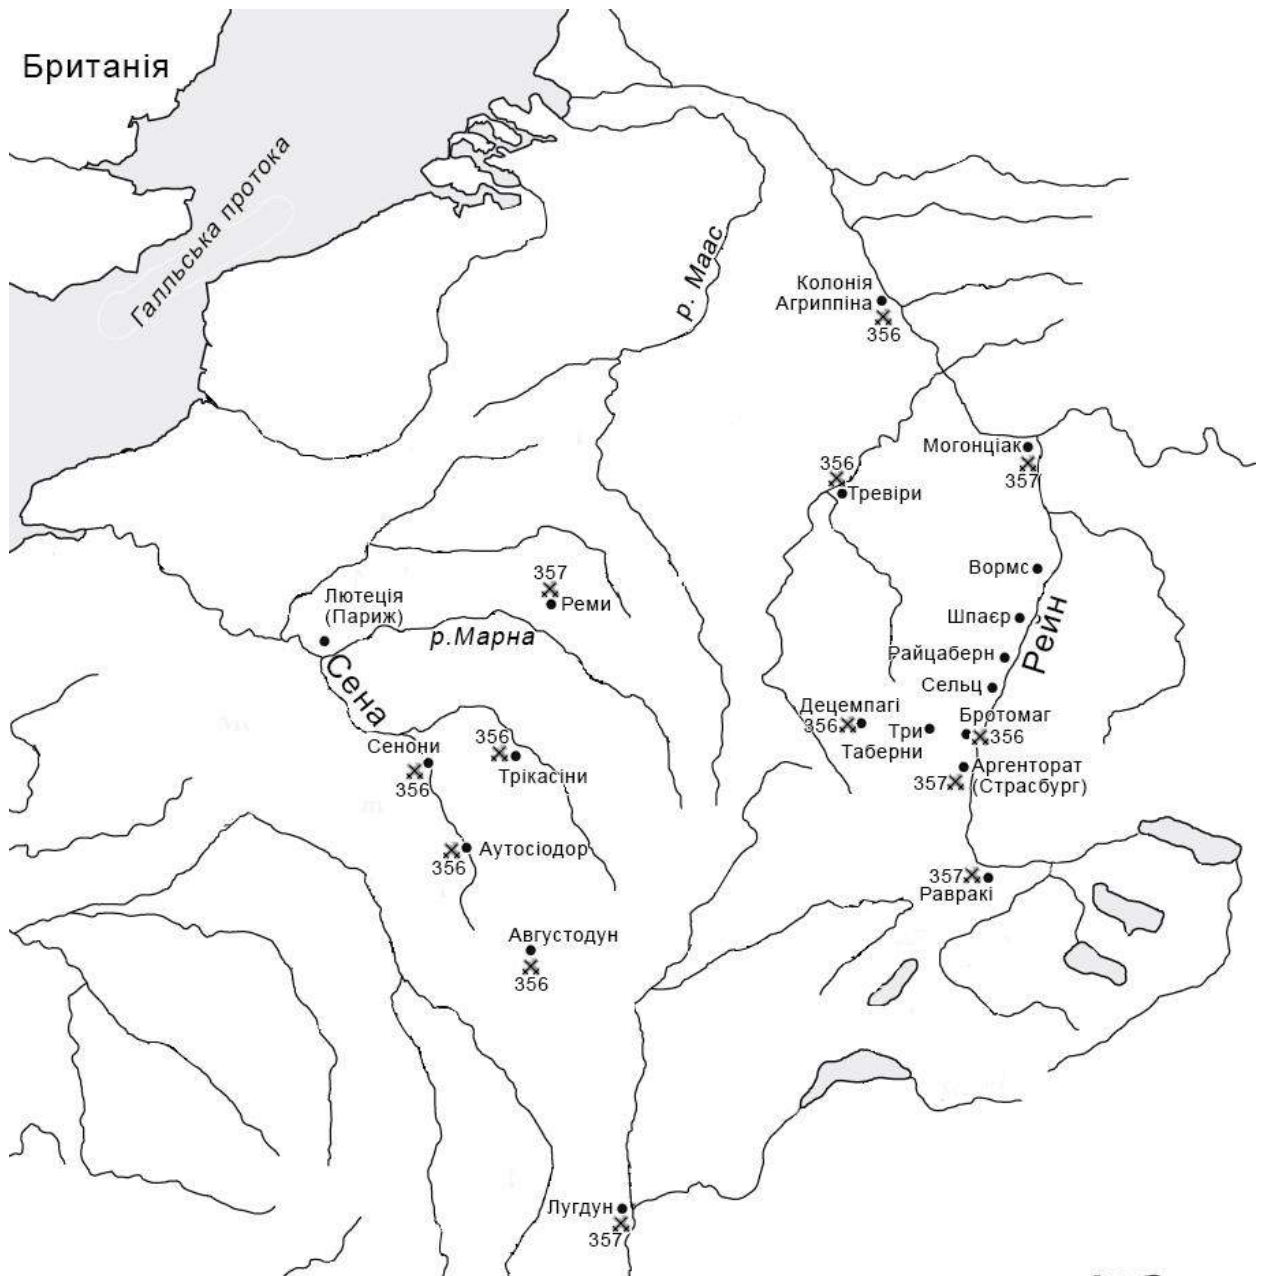 Британія
Галльська протока
р. Маас
Колонія
Агриппіна
356
Могонціак
357
356
Тревіри
Вормс
357
Реми
Лютеція
(Париж)
р.Марна
Шпаєр
Рейн
Райцаберн
Сельц
Сена
Децемпагі
356
Три
Таберни
Бротомаг
356
Сенони
356
356
Трікасіни
Аргенторат
(Страсбург)
357
356
Аутосіодор
357
Равракі
Августодун
356
Лугдун
357